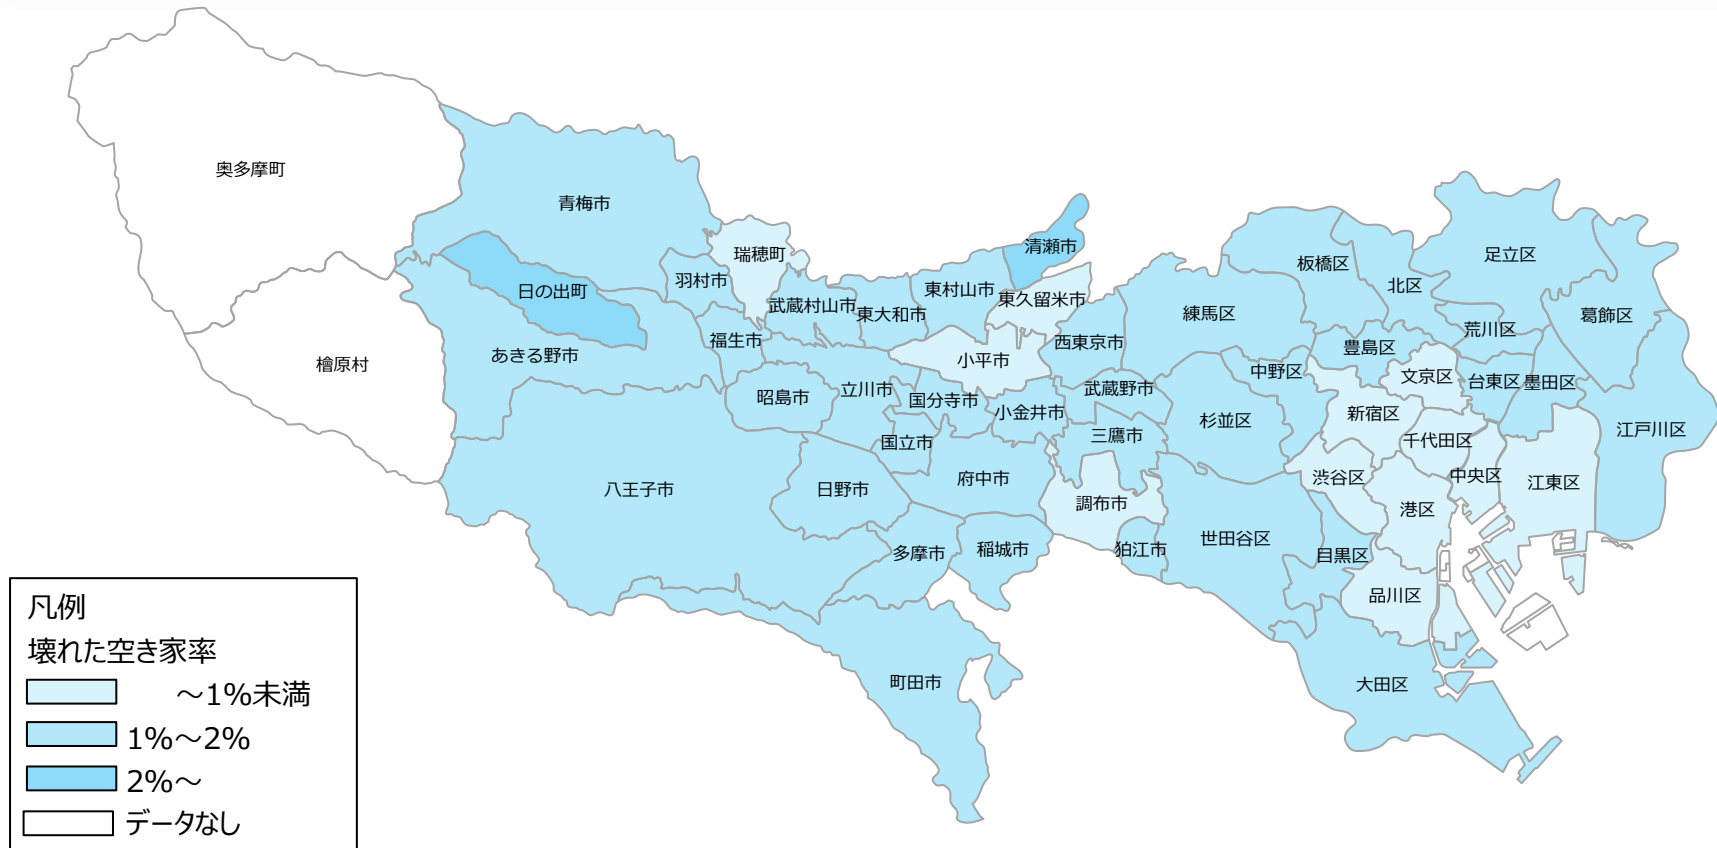 奥多摩町
青梅市
瑞穂町
清瀬市
足立区
板橋区
日の出町
羽村市
東村山市
東久留米市
北区
武蔵村山市
東大和市
練馬区
葛飾区
荒川区
福生市
西東京市
豊島区
あきる野市
檜原村
小平市
中野区
文京区
台東区
墨田区
昭島市
立川市
国分寺市
小金井市
武蔵野市
杉並区
新宿区
国立市
三鷹市
千代田区
江戸川区
八王子市
日野市
府中市
渋谷区
中央区
江東区
調布市
港区
多摩市
稲城市
狛江市
世田谷区
目黒区
品川区
町田市
大田区
凡例
壊れた空き家率
～1%未満
1%～2%
2%～
データなし